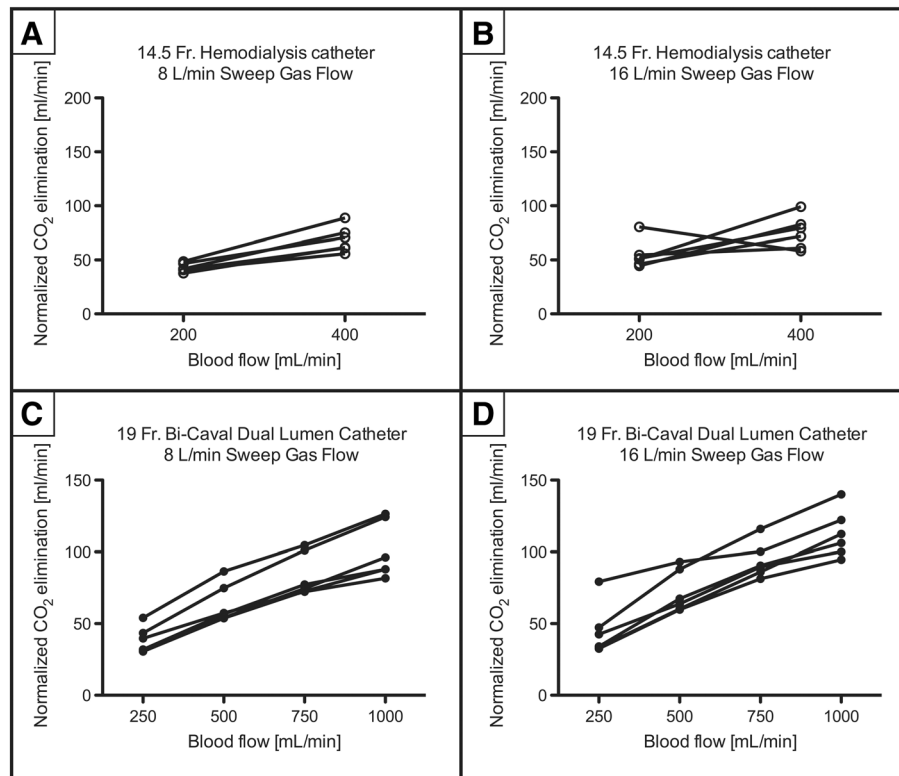 A
14.5 Fr. Hemodialysis catheter
8 L/min Sweep Gas Flow
Normalized CO2 elimination [ml/min]
200
150
100
50
0
200 400
Blood flow [mL/min]
B
14.5 Fr. Hemodialysis catheter
16 L/min Sweep Gas Flow
Normalized CO2 elimination [ml/min]
200
150
100
50
0
200 400
Blood flow [mL/min]
C
19 Fr. Bi-Caval Dual Lumen Catheter
8 L/min Sweep Gas Flow
Normalized CO2 elimination [ml/min]
150
100
50
0
250 500 750 1000
Blood flow [mL/min]
D
19 Fr. Bi-Caval Dual Lumen Catheter
16 L/min Sweep Gas Flow
Normalized CO2 elimination [ml/min]
150
100
50
0
250 500 750 1000
Blood flow [mL/min]